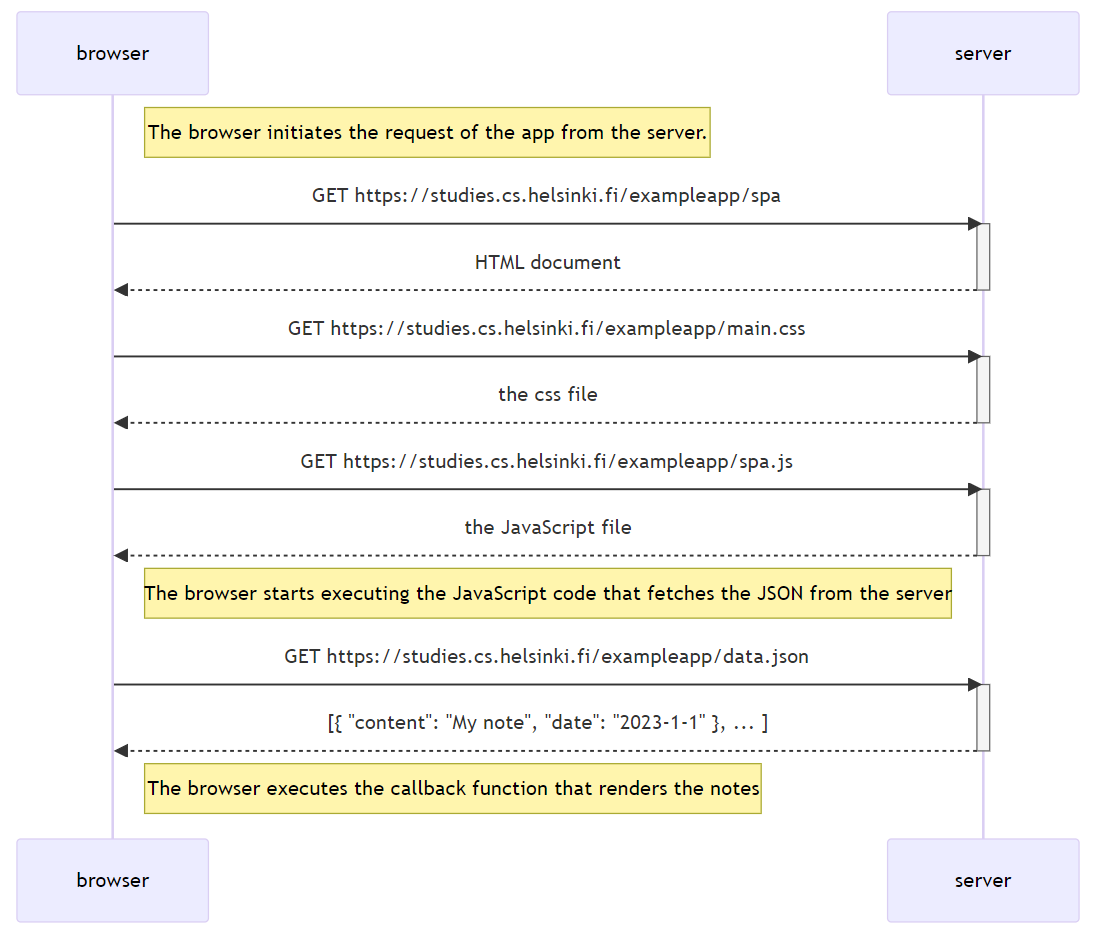 browser
server
The browser initiates the request of the app from the server.
GET https://studies.cs.helsinki.fi/exampleapp/spa
HTML document
GET https://studies.cs.helsinki.fi/exampleapp/main.css
the css file
GET https://studies.cs.helsinki.fi/exampleapp/spa.js
the JavaScript file
The browser starts executing the JavaScript code that fetches the JSON from the server
GET https://studies.cs.helsinki.fi/exampleapp/data.json
[{ "content": "My note", "date": "2023-1-1" }, ... ]
The browser executes the callback function that renders the notes
browser
server